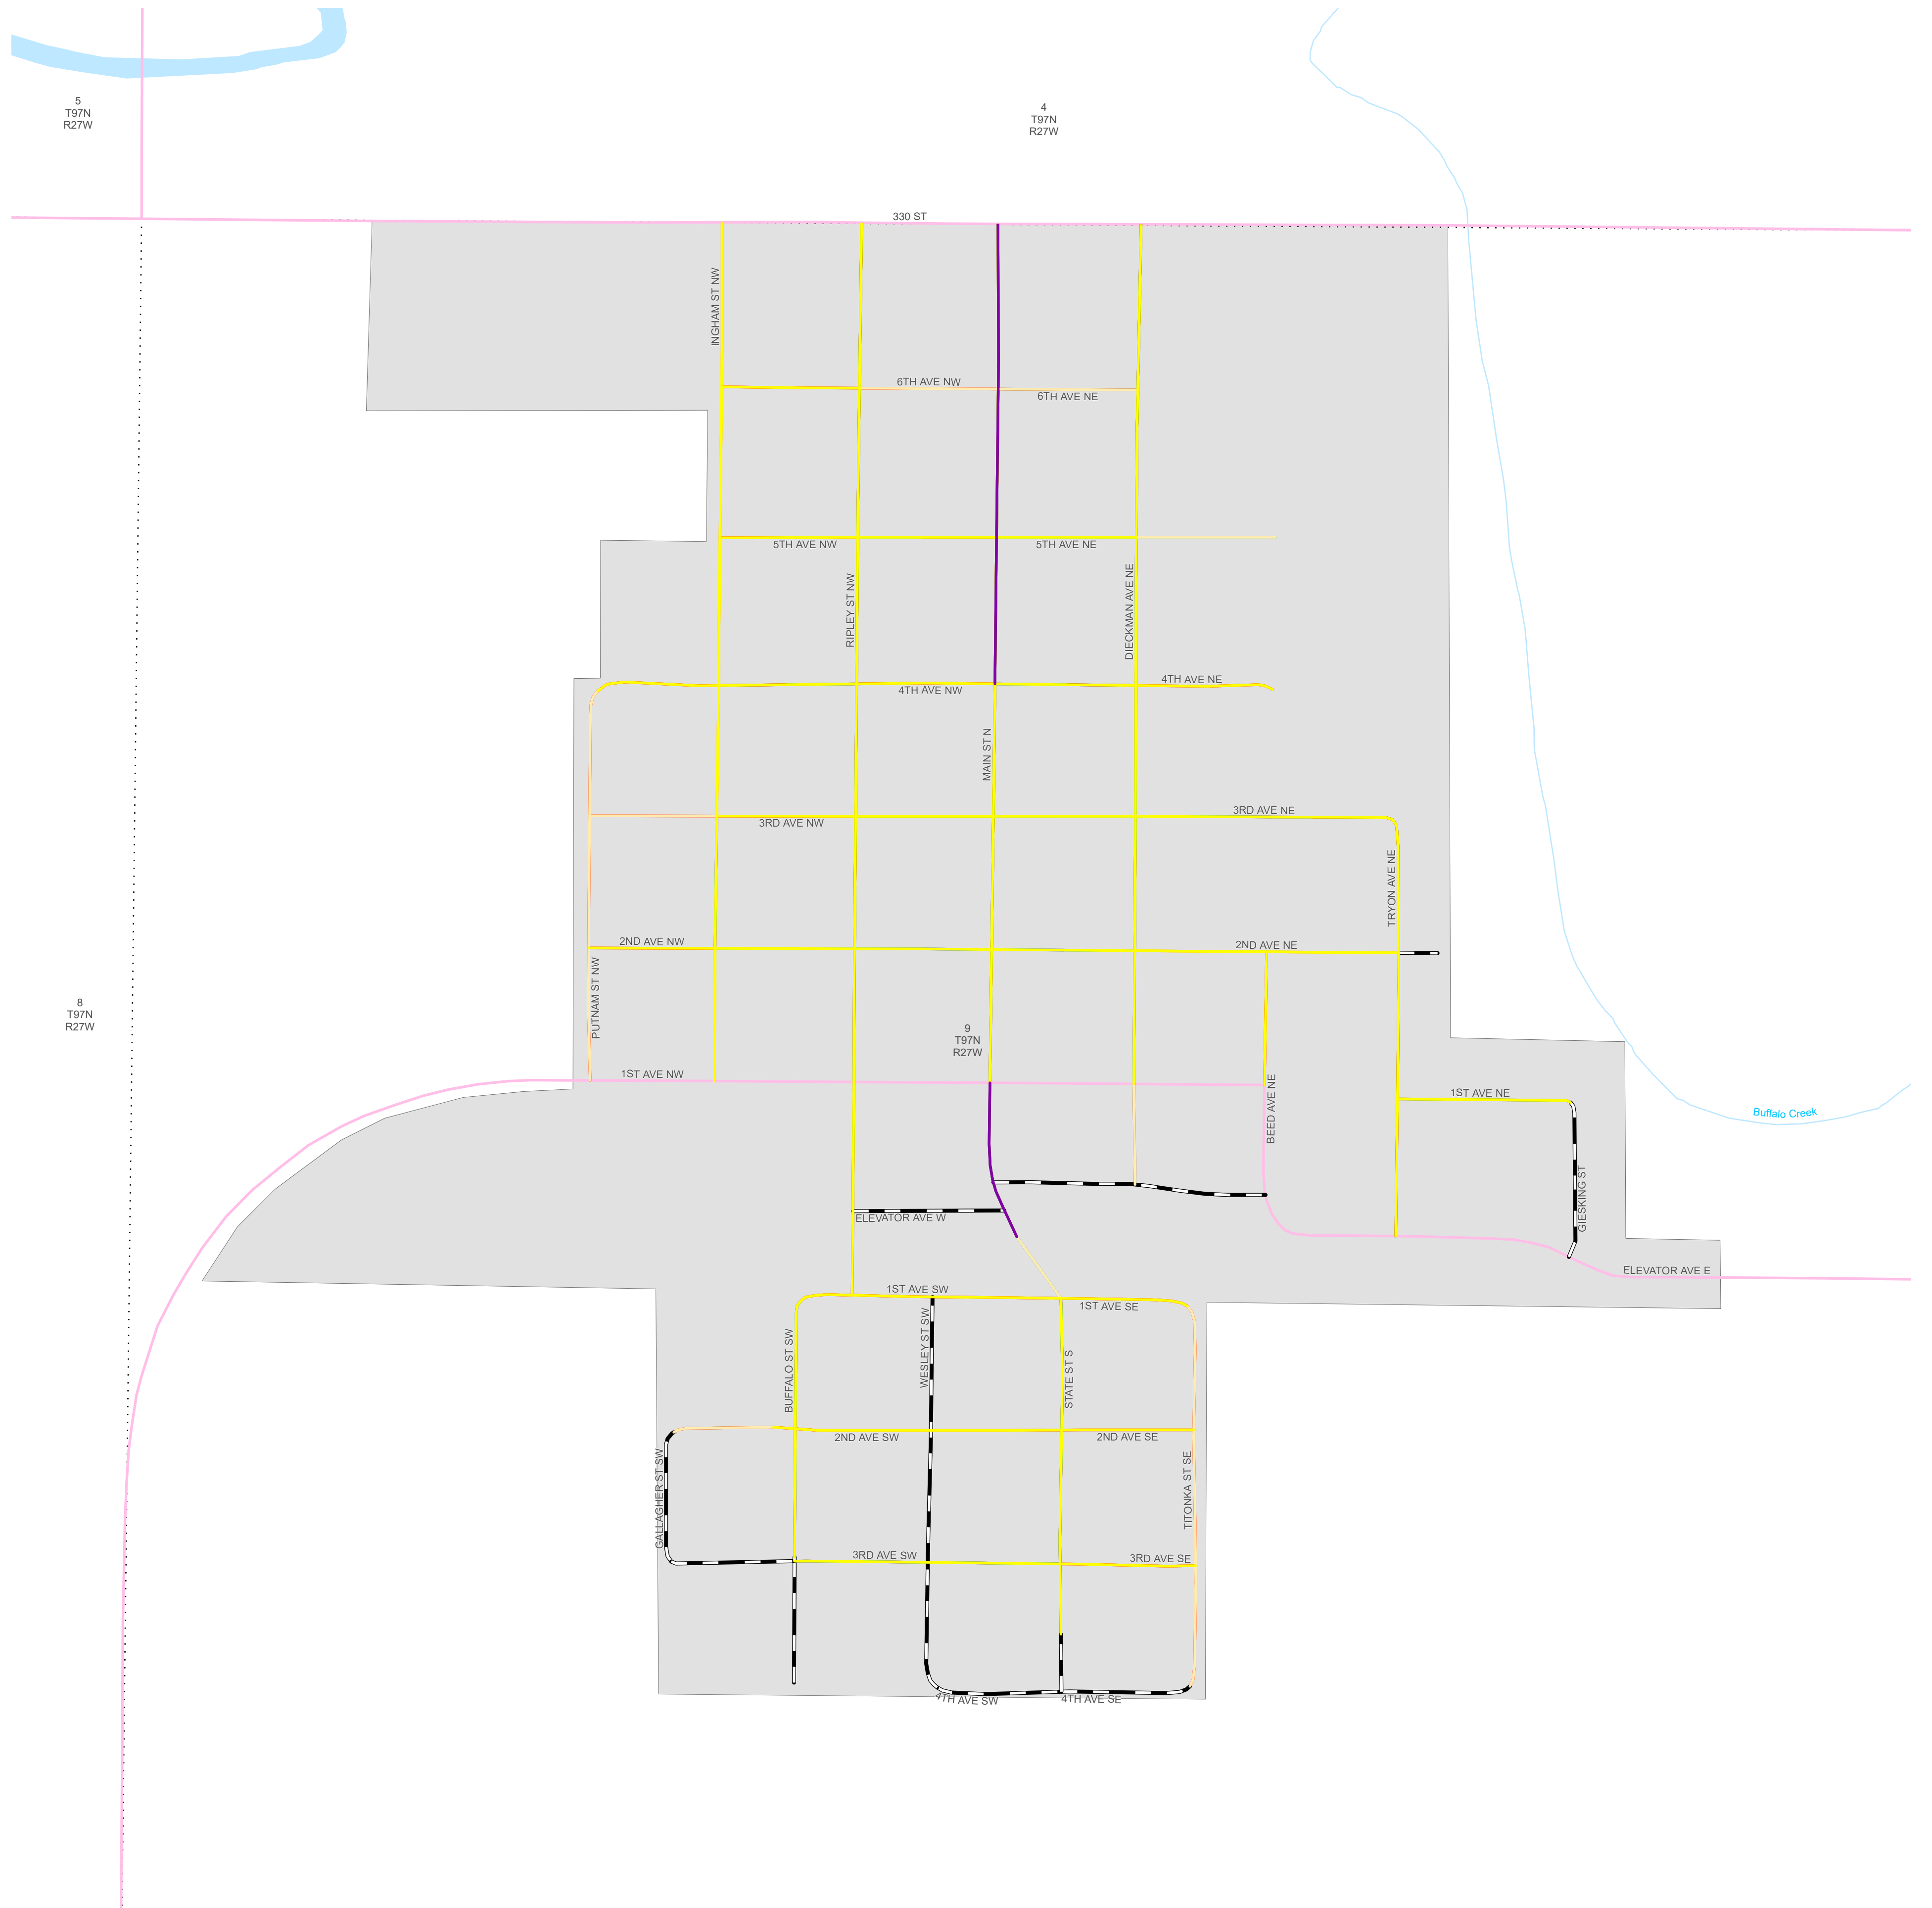 5
T97N
R27W
4
T97N
R27W
330 ST
INGHAM ST NW
6TH AVE NW
6TH AVE NE
5TH AVE NW
5TH AVE NE
RIPLEY ST NW
DIECKMAN AVE NE
4TH AVE NW
4TH AVE NE
MAIN ST N
3RD AVE NW
3RD AVE NE
TRYON AVE NE
2ND AVE NW
2ND AVE NE
PUTNAM ST NW
8
T97N
R27W
9
T97N
R27W
1ST AVE NW
BEED AVE NE
1ST AVE NE
Buffalo Creek
GIESKING ST
ELEVATOR AVE W
ELEVATOR AVE E
1ST AVE SW
1ST AVE SE
BUFFALO ST SW
WESLEY ST SW
STATE ST S
2ND AVE SW
2ND AVE SE
GALLAGHER ST SW
TITONKA ST SE
3RD AVE SW
3RD AVE SE
4TH AVE SW
4TH AVE SE